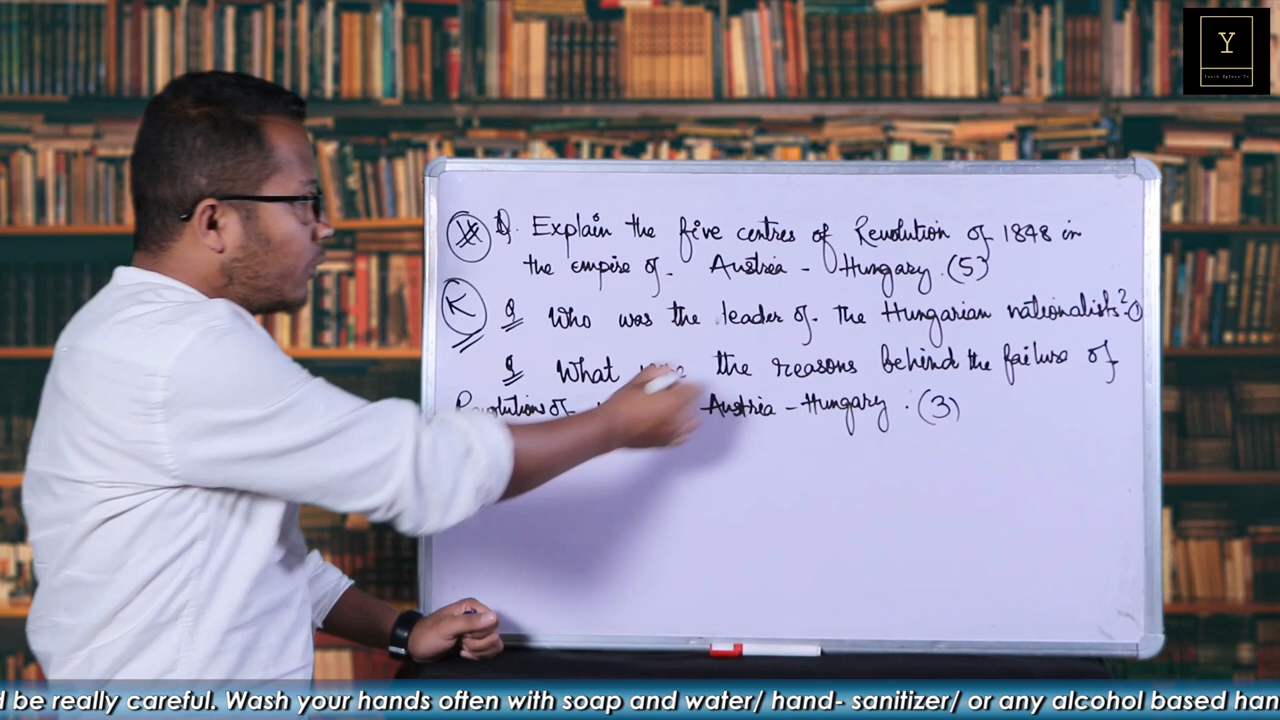 Y
Q. Explain the five centres of Revolution of 1848 in
the empire of Austria - Hungary. (5)
K Q Who was the leader of the Hungarian nationalists? (1)
Q What the reasons behind the failure of
Revolutions of Austria - Hungary. (3)
d be really careful. Wash your hands often with soap and water/ hand- sanitizer/ or any alcohol based han